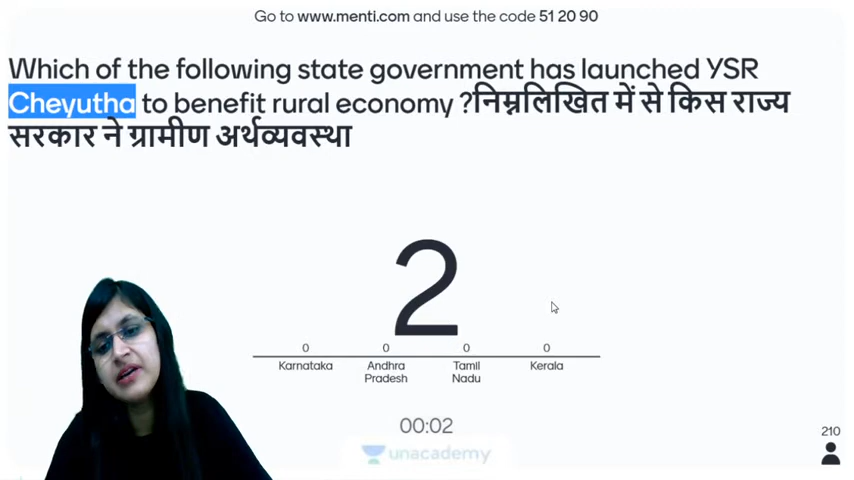 Go to www.menti.com and use the code 51 20 90
Which of the following state government has launched YSR
Cheyutha to benefit rural economy ?निम्नलिखित में से किस राज्य
सरकार ने ग्रामीण अर्थव्यवस्था
2
0 0 0 0
Karnataka Andhra Pradesh Tamil Nadu Kerala
00:02
unacademy
210